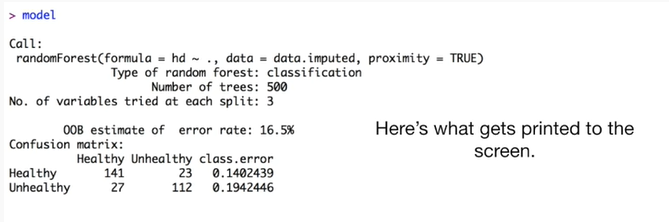 > model
Call:
randomForest(formula = hd ~ ., data = data.imputed, proximity = TRUE)
Type of random forest: classification
Number of trees: 500
No. of variables tried at each split: 3
OOB estimate of  error rate: 16.5%
Confusion matrix:
Healthy Unhealthy class.error
Healthy 141 23 0.1402439
Unhealthy 27 112 0.1942446
Here's what gets printed to the
screen.